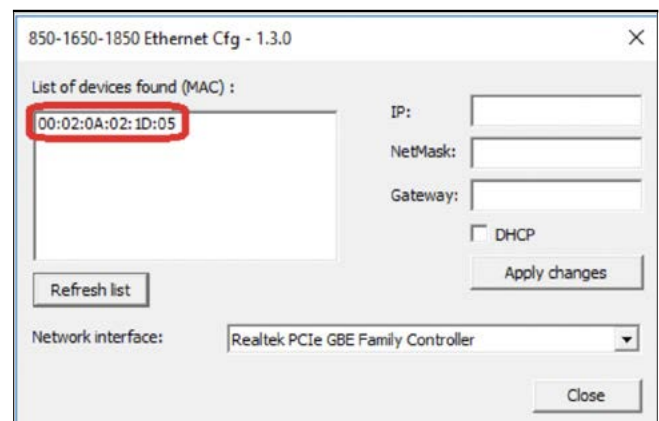 850-1650-1850 Ethernet Cfg - 1.3.0
List of devices found (MAC) :
00:02:0A:02:1D:05
IP:
NetMask:
Gateway:
DHCP
Apply changes
Refresh list
Network interface:
Realtek PCIe GBE Family Controller
Close